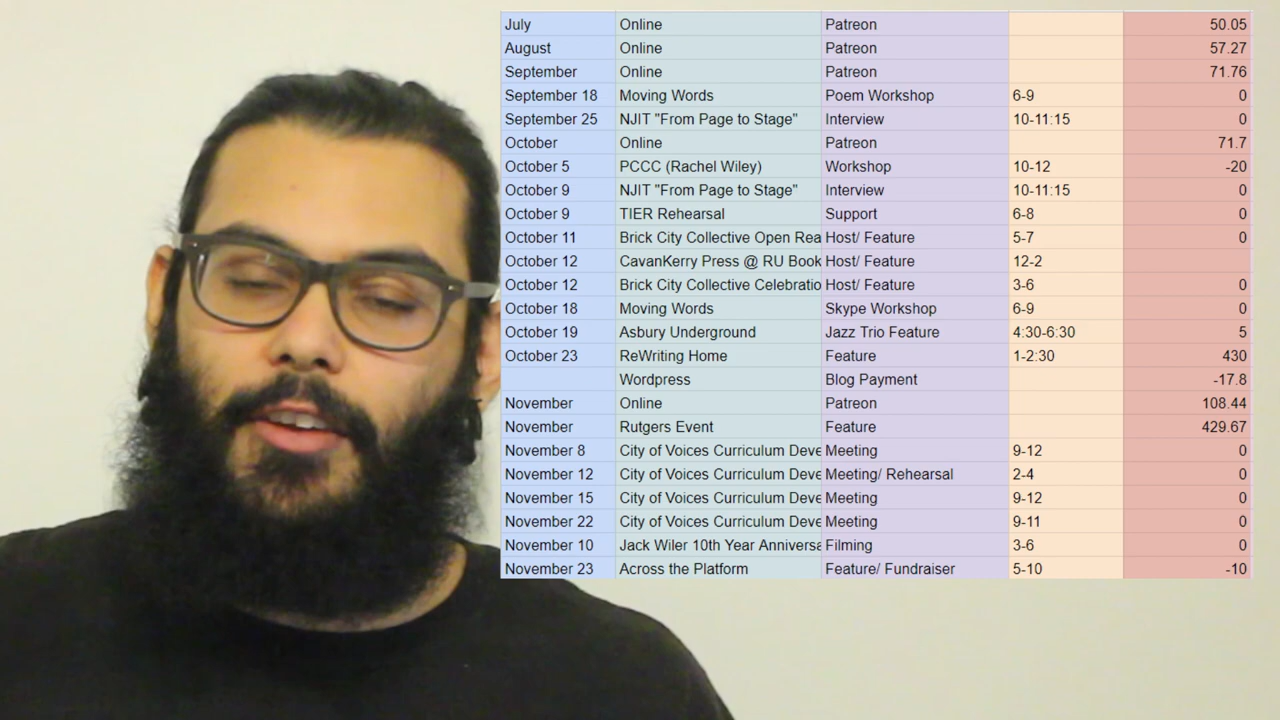 July Online Patreon 50.05
August Online Patreon 57.27
September Online Patreon 71.76
September 18 Moving Words Poem Workshop 6-9 0
September 25 NJIT "From Page to Stage" Interview 10-11:15 0
October Online Patreon 71.7
October 5 PCCC (Rachel Wiley) Workshop 10-12 -20
October 9 NJIT "From Page to Stage" Interview 10-11:15 0
October 9 TIER Rehearsal Support 6-8 0
October 11 Brick City Collective Open Rea Host/ Feature 5-7 0
October 12 CavanKerry Press @ RU Book Host/ Feature 12-2
October 12 Brick City Collective Celebratio Host/ Feature 3-6 0
October 18 Moving Words Skype Workshop 6-9 0
October 19 Asbury Underground Jazz Trio Feature 4:30-6:30 5
October 23 ReWriting Home Feature 1-2:30 430
Wordpress Blog Payment -17.8
November Online Patreon 108.44
November Rutgers Event Feature 429.67
November 8 City of Voices Curriculum Deve Meeting 9-12 0
November 12 City of Voices Curriculum Deve Meeting/ Rehearsal 2-4 0
November 15 City of Voices Curriculum Deve Meeting 9-12 0
November 22 City of Voices Curriculum Deve Meeting 9-11 0
November 10 Jack Wiler 10th Year Anniversa Filming 3-6 0
November 23 Across the Platform Feature/ Fundraiser 5-10 -10